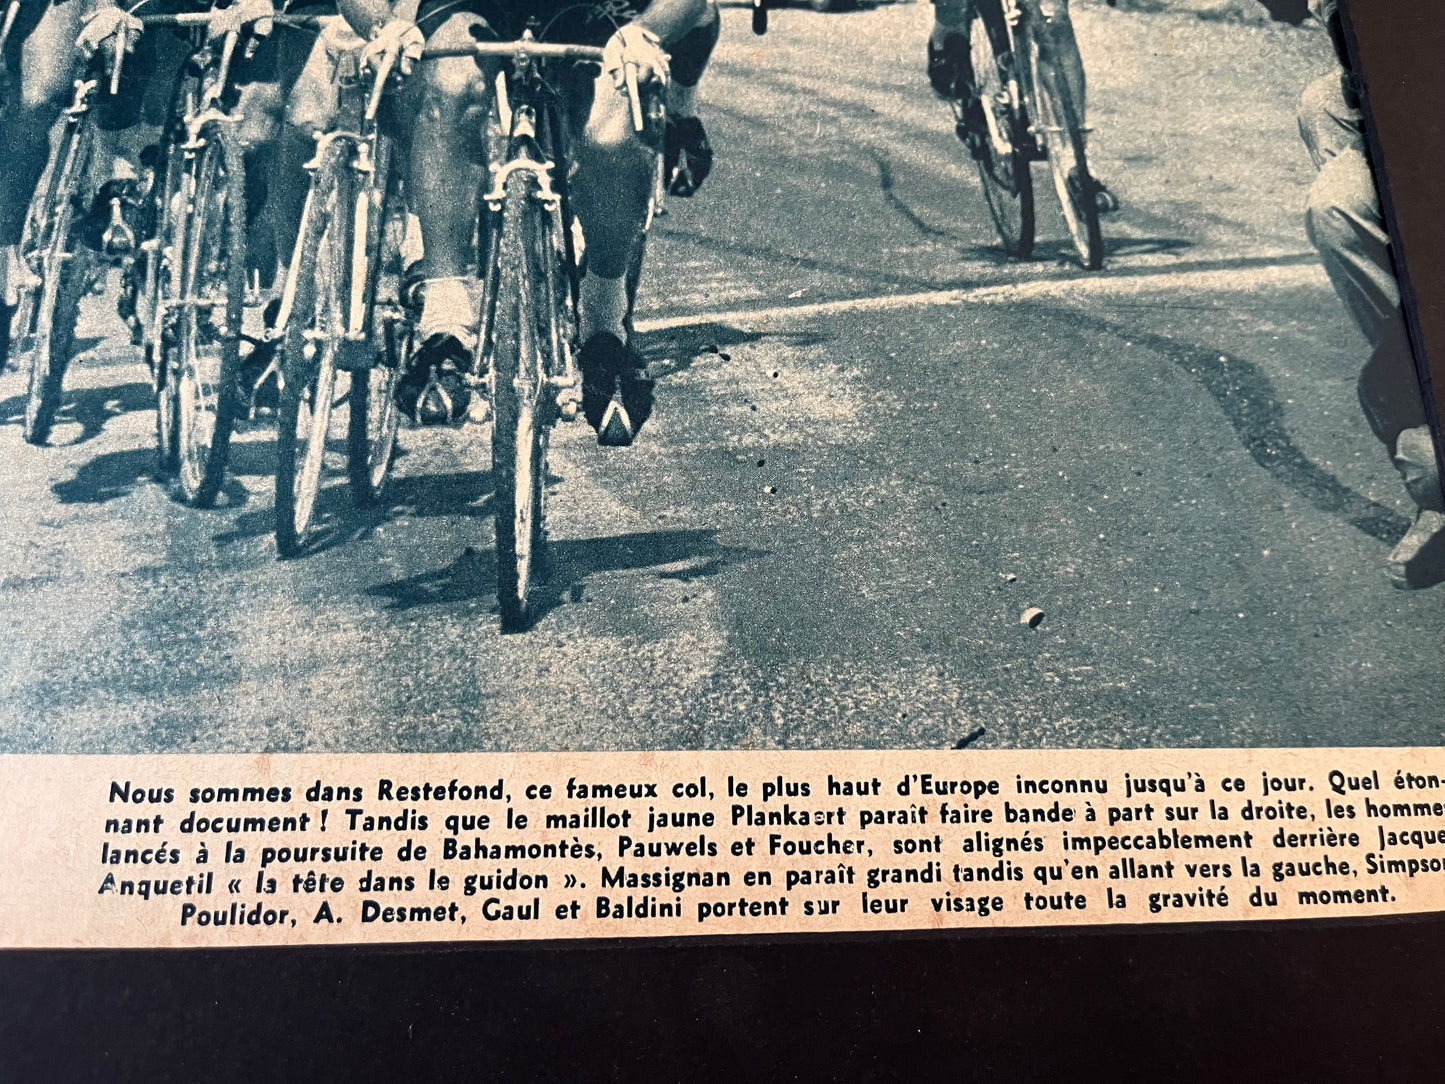 Nous sommes dans Restefond, ce fameux col, le plus haut d'Europe inconnu jusqu'à ce jour. Quel éton-
nant document ! Tandis que le maillot jaune Plankaert paraît faire bande à part sur la droite, les homme
lancés à la poursuite de Bahamontès, Pauwels et Foucher, sont alignés impeccablement derrière Jacque
Anquetil « la tête dans le guidon ». Massignan en paraît grandi tandis qu'en allant vers la gauche, Simpson
Poulidor, A. Desmet, Gaul et Baldini portent sur leur visage toute la gravité du moment.